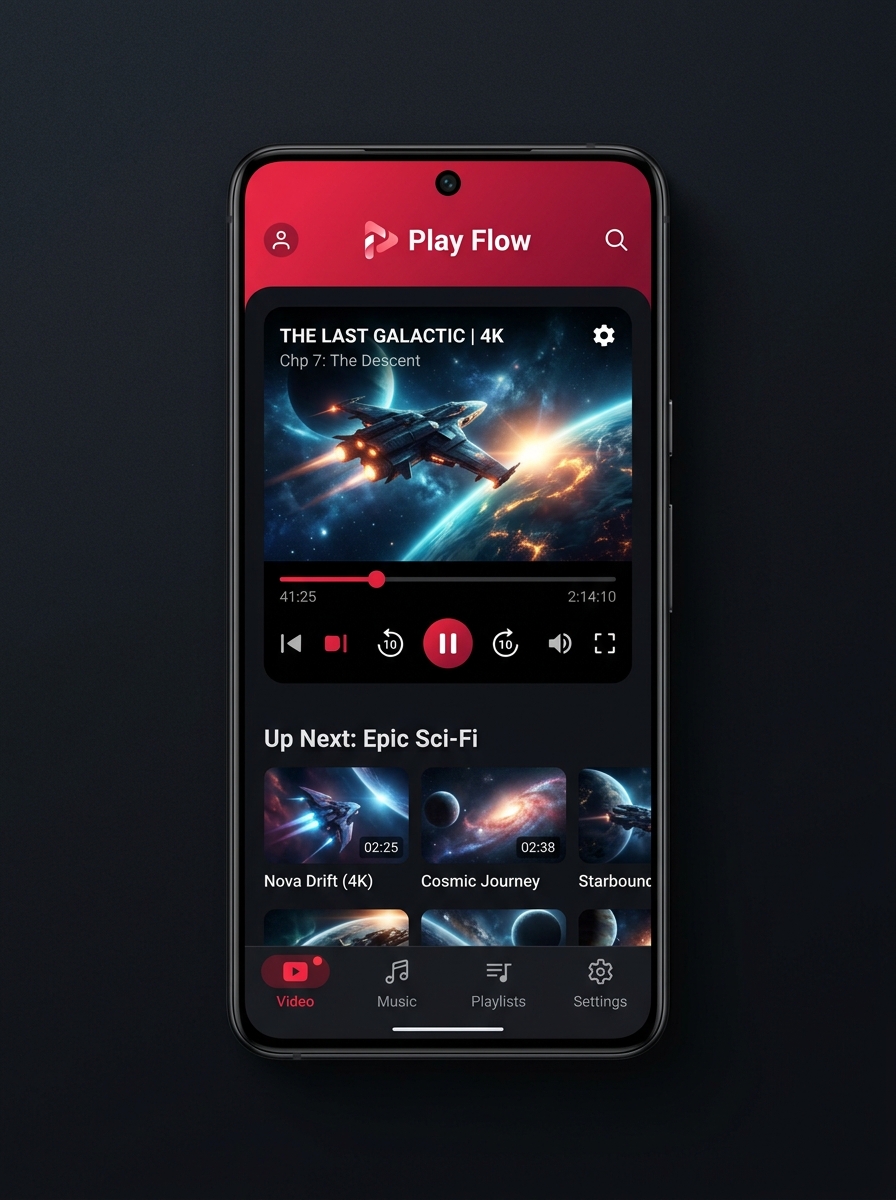 Play Flow
THE LAST GALACTIC | 4K
Chp 7: The Descent
41:25 2:14:10
10 10
Up Next: Epic Sci-Fi
02:25 02:38
Nova Drift (4K) Cosmic Journey Starbound
Video Music Playlists Settings